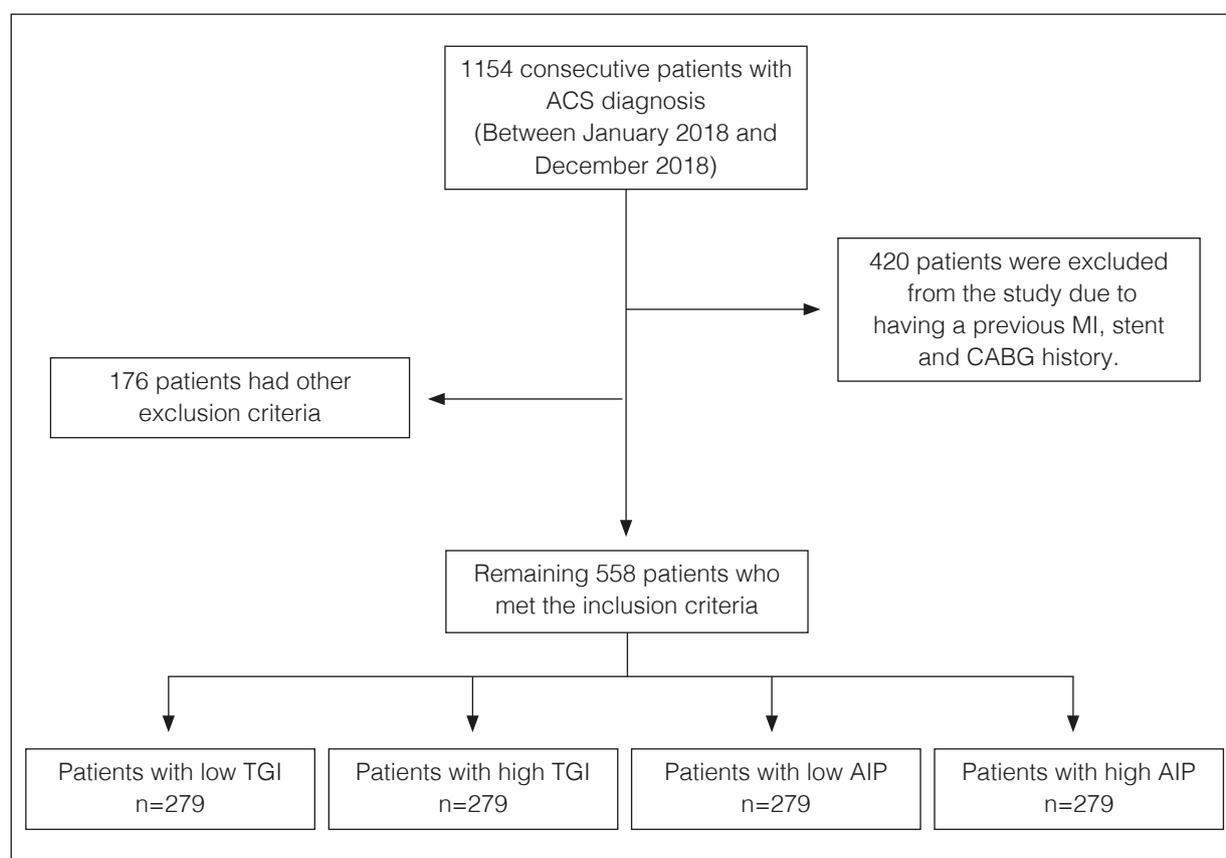 1154 consecutive patients with
ACS diagnosis
(Between January 2018 and
December 2018)
420 patients were excluded
from the study due to
having a previous MI, stent
and CABG history.
176 patients had other
exclusion criteria
Remaining 558 patients who
met the inclusion criteria
Patients with low TGI
n=279
Patients with high TGI
n=279
Patients with low AIP
n=279
Patients with high AIP
n=279